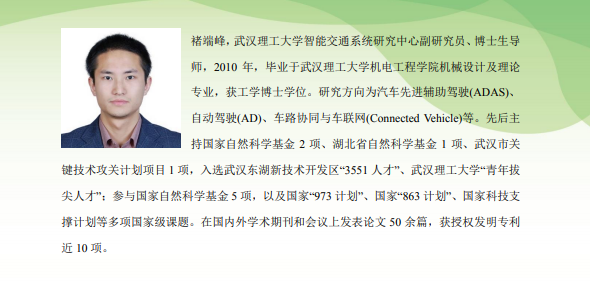 褚端峰，武汉理工大学智能交通系统研究中心副研究员、博士生导
师，2010 年，毕业于武汉理工大学机电工程学院机械设计及理论
专业，获工学博士学位。研究方向为汽车先进辅助驾驶(ADAS)、
自动驾驶(AD)、车路协同与车联网(Connected Vehicle)等。先后主
持国家自然科学基金 2 项、湖北省自然科学基金 1 项、武汉市关
键技术攻关计划项目 1 项，入选武汉东湖新技术开发区“3551 人才”、武汉理工大学“青年拔
尖人才”；参与国家自然科学基金 5 项，以及国家“973 计划”、国家“863 计划”、国家科技支
撑计划等多项国家级课题。在国内外学术期刊和会议上发表论文 50 余篇，获授权发明专利
近 10 项。